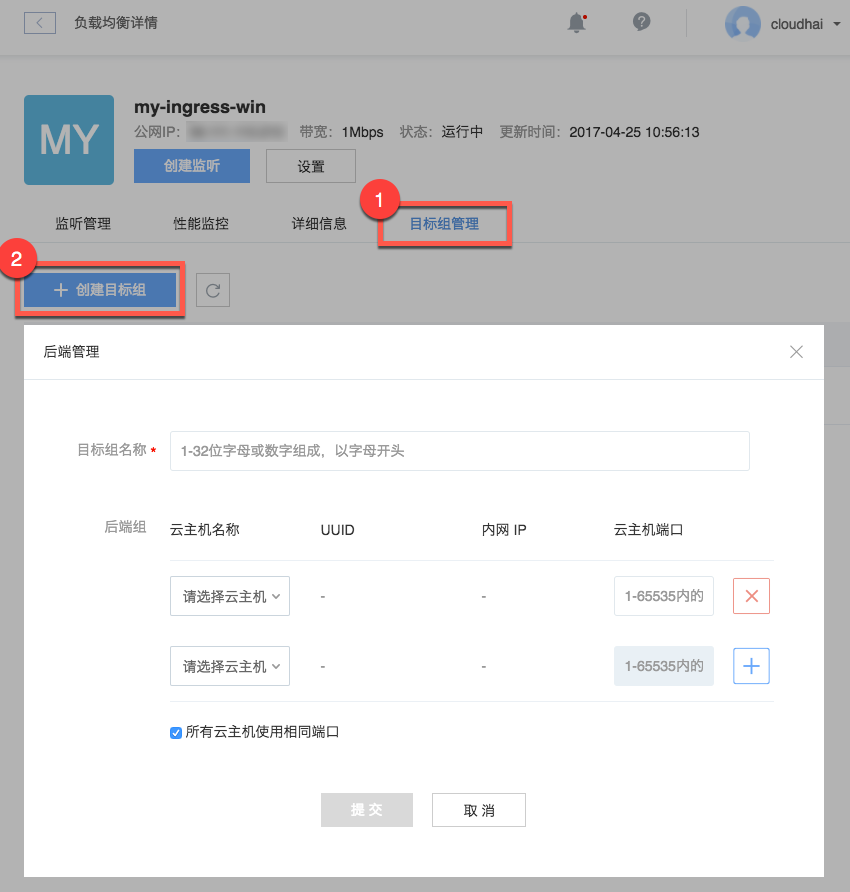 负载均衡详情
cloudhai
MY
my-ingress-win
公网IP: 带宽: 1Mbps 状态: 运行中 更新时间: 2017-04-25 10:56:13
创建监听 设置
监听管理 性能监控 详细信息 1 目标组管理
2 创建目标组
后端管理
目标组名称 * 1-32位字母或数字组成，以字母开头
后端组 云主机名称 UUID 内网 IP 云主机端口
请选择云主机 - - 1-65535内的
请选择云主机 - - 1-65535内的
所有云主机使用相同端口
提 交 取 消